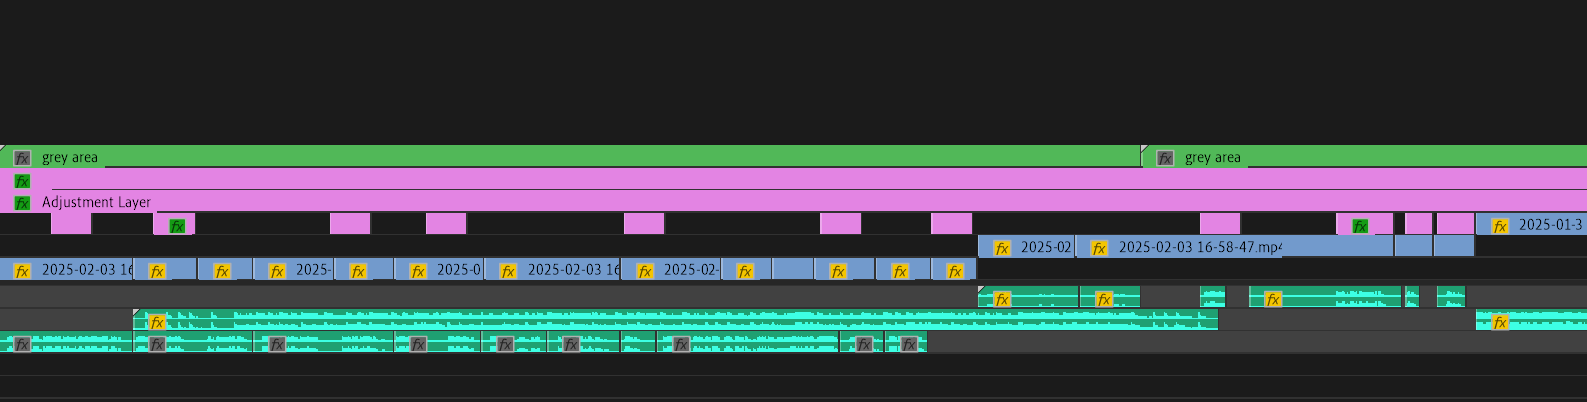 fx grey area fx grey area
fx
fx Adjustment Layer
fx fx fx 2025-01-3
fx 2025-02 fx 2025-02-03 16-58-47.mp4
fx 2025-02-03 16 fx fx fx 2025- fx fx 2025-0 fx 2025-02-03 16 fx 2025-02- fx fx fx fx
fx fx fx
fx fx
fx fx fx fx fx fx fx fx fx